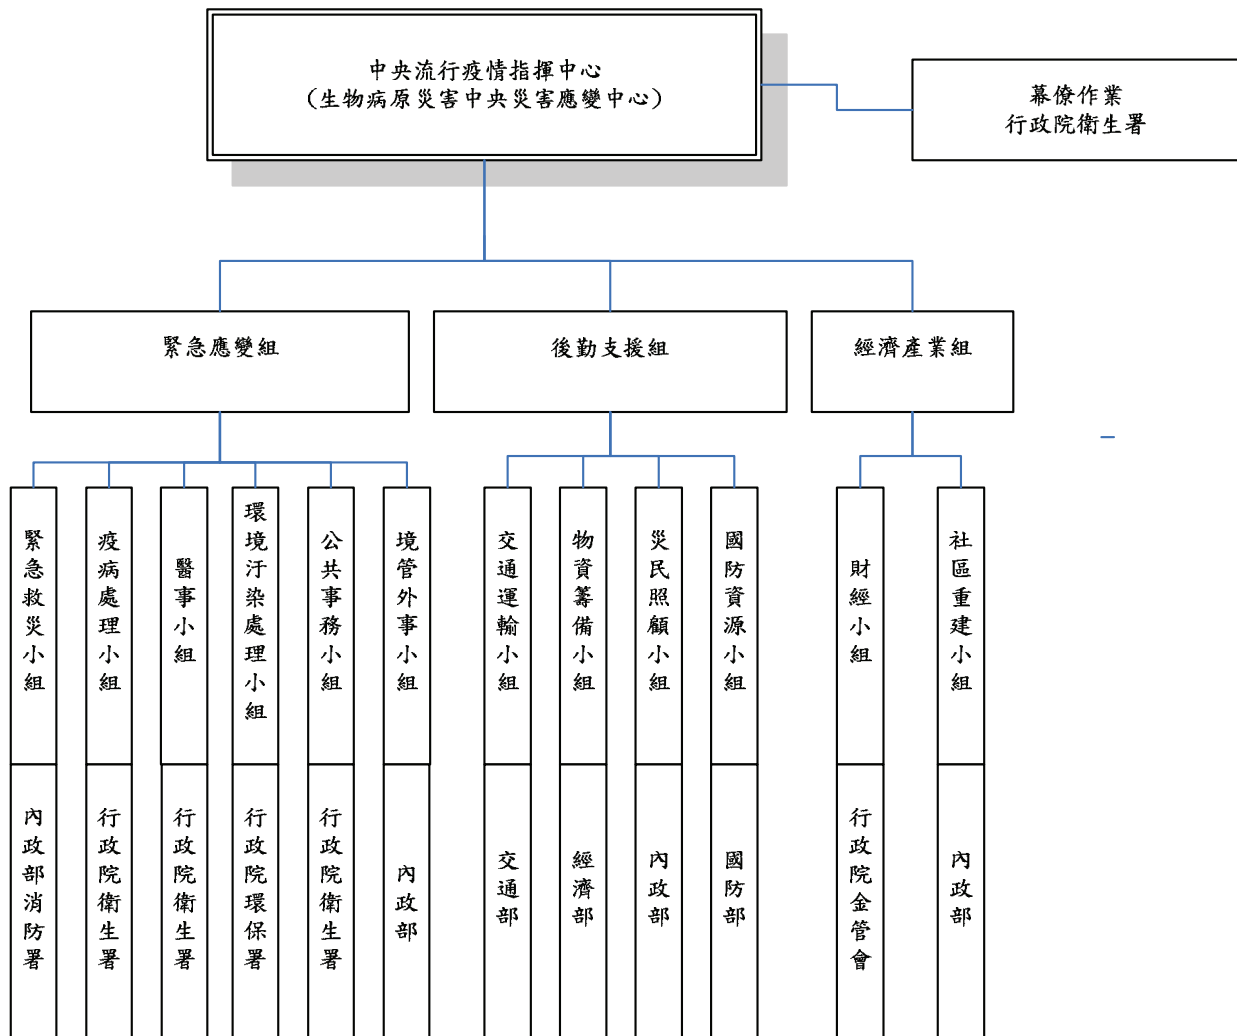 中央流行疫情指揮中心
（生物病原災害中央災害應變中心）
幕僚作業
行政院衛生署
緊急應變組
後勤支援組
經濟產業組
緊急救災小組
疫病處理小組
醫事小組
環境汙染處理小組
公共事務小組
境管外事小組
交通運輸小組
物資籌備小組
災民照顧小組
國防資源小組
財經小組
社區重建小組
內政部消防署
行政院衛生署
行政院衛生署
行政院環保署
行政院衛生署
內政部
交通部
經濟部
內政部
國防部
行政院金管會
內政部